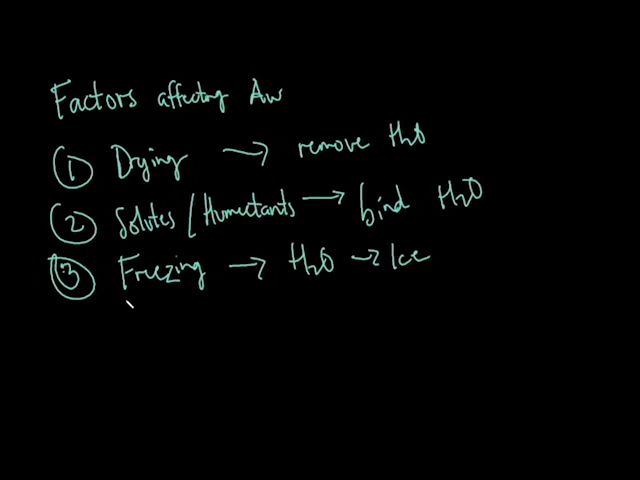 Factors affecting Aw
① Drying → remove H2O
② Solutes / Humectants → bind H2O
③ Freezing → H2O → Ice